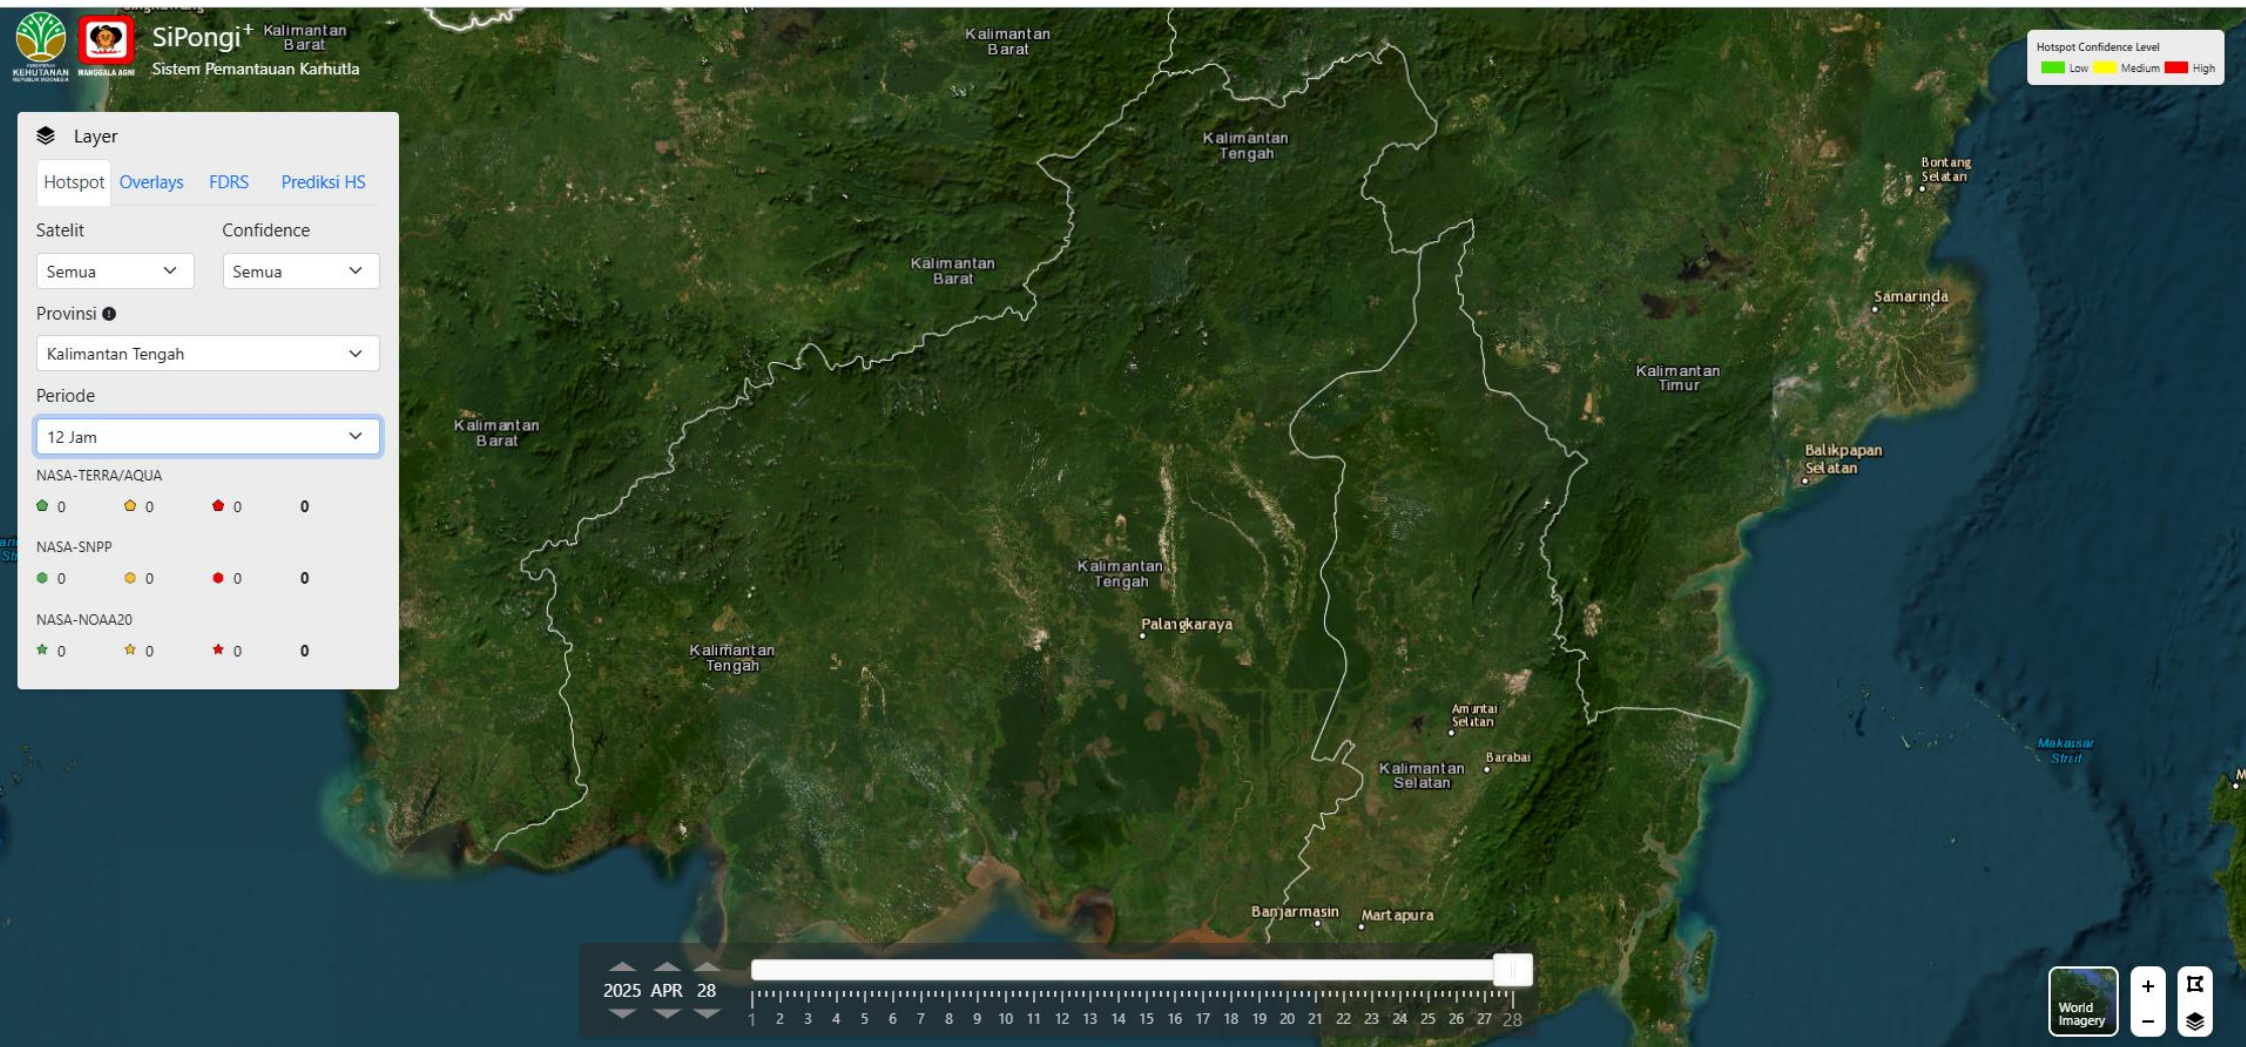 SiPongi+
Sistem Pemantauan Karhutla
KEMENTERIAN
KEHUTANAN
REPUBLIK INDONESIA
MANGGALA AGNI
Kalimantan
Barat
Kalimantan
Barat
Hotspot Confidence Level
Low Medium High
Layer
Hotspot Overlays FDRS Prediksi HS
Satelit Confidence
Semua Semua
Provinsi
Kalimantan Tengah
Periode
12 Jam
NASA-TERRA/AQUA
0 0 0 0
NASA-SNPP
0 0 0 0
NASA-NOAA20
0 0 0 0
Kalimantan
Tengah
Bontang
Selatan
Kalimantan
Barat
Samarinda
Kalimantan
Timur
Kalimantan
Barat
Balikpapan
Selatan
Kalimantan
Tengah
Palangkaraya
Kalimantan
Tengah
Amuntai
Selatan
Barabai
Kalimantan
Selatan
Makassar
Strait
Banjarmasin
Martapura
2025 APR 28
1 2 3 4 5 6 7 8 9 10 11 12 13 14 15 16 17 18 19 20 21 22 23 24 25 26 27 28
World
Imagery
+
−